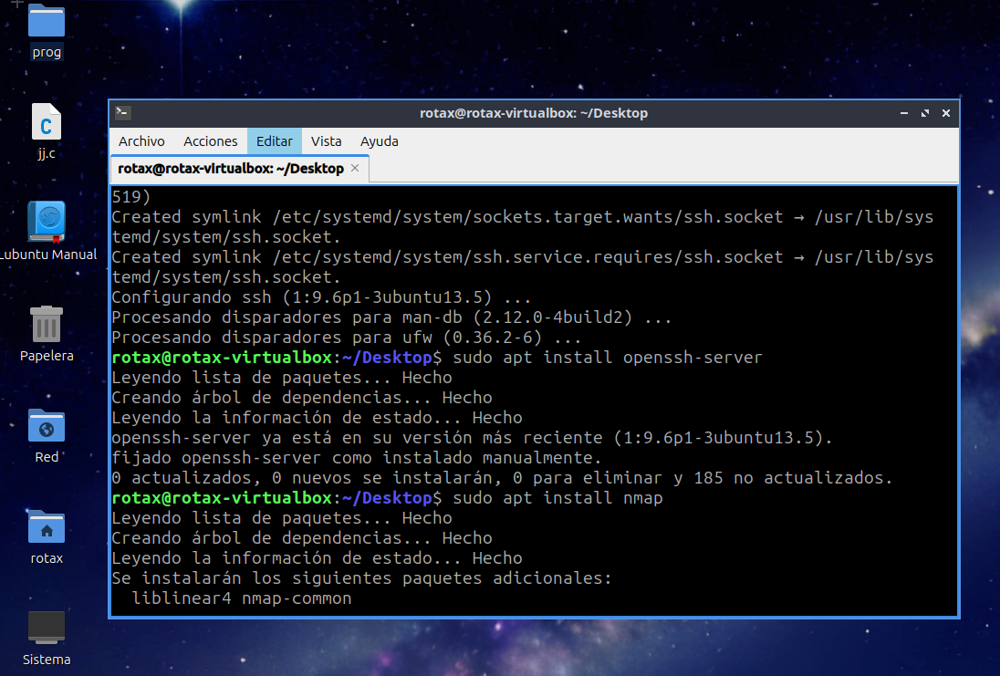 prog
C
jj.c
Lubuntu Manual
Papelera
Red
rotax
Sistema
rotax@rotax-virtualbox: ~/Desktop
Archivo Acciones Editar Vista Ayuda
rotax@rotax-virtualbox: ~/Desktop
519)
Created symlink /etc/systemd/system/sockets.target.wants/ssh.socket → /usr/lib/sys
temd/system/ssh.socket.
Created symlink /etc/systemd/system/ssh.service.requires/ssh.socket → /usr/lib/sys
temd/system/ssh.socket.
Configurando ssh (1:9.6p1-3ubuntu13.5) ...
Procesando disparadores para man-db (2.12.0-4build2) ...
Procesando disparadores para ufw (0.36.2-6) ...
rotax@rotax-virtualbox:~/Desktop$ sudo apt install openssh-server
Leyendo lista de paquetes... Hecho
Creando árbol de dependencias... Hecho
Leyendo la información de estado... Hecho
openssh-server ya está en su versión más reciente (1:9.6p1-3ubuntu13.5).
fijado openssh-server como instalado manualmente.
0 actualizados, 0 nuevos se instalarán, 0 para eliminar y 185 no actualizados.
rotax@rotax-virtualbox:~/Desktop$ sudo apt install nmap
Leyendo lista de paquetes... Hecho
Creando árbol de dependencias... Hecho
Leyendo la información de estado... Hecho
Se instalarán los siguientes paquetes adicionales:
  liblinear4 nmap-common